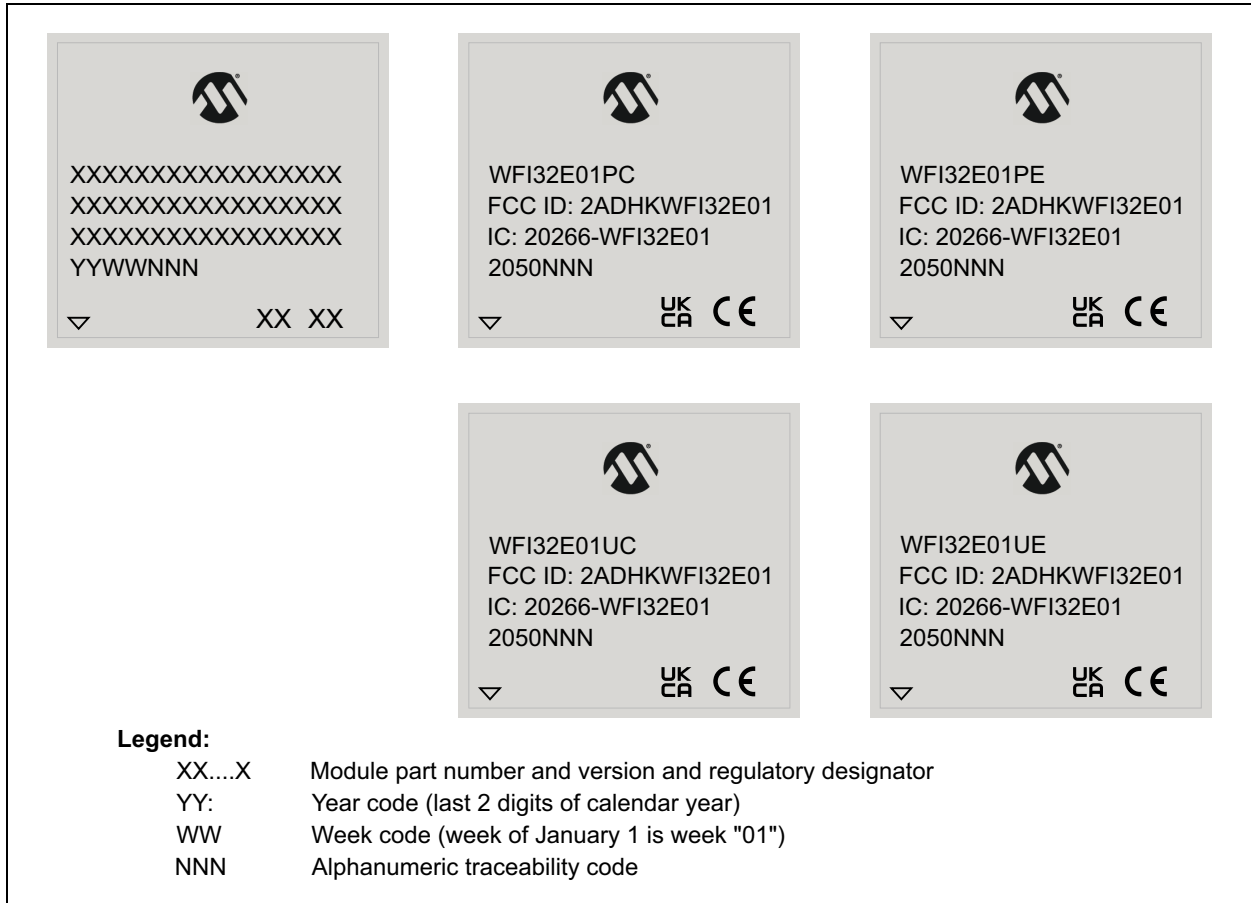 XXXXXXXXXXXXXXXXX
XXXXXXXXXXXXXXXXX
XXXXXXXXXXXXXXXXX
YYWWNNN
XX XX
WFI32E01PC
FCC ID: 2ADHKWFI32E01
IC: 20266-WFI32E01
2050NNN
UK
CA CE
WFI32E01PE
FCC ID: 2ADHKWFI32E01
IC: 20266-WFI32E01
2050NNN
UK
CA CE
WFI32E01UC
FCC ID: 2ADHKWFI32E01
IC: 20266-WFI32E01
2050NNN
UK
CA CE
WFI32E01UE
FCC ID: 2ADHKWFI32E01
IC: 20266-WFI32E01
2050NNN
UK
CA CE
Legend:
XX....X Module part number and version and regulatory designator
YY: Year code (last 2 digits of calendar year)
WW Week code (week of January 1 is week "01")
NNN Alphanumeric traceability code